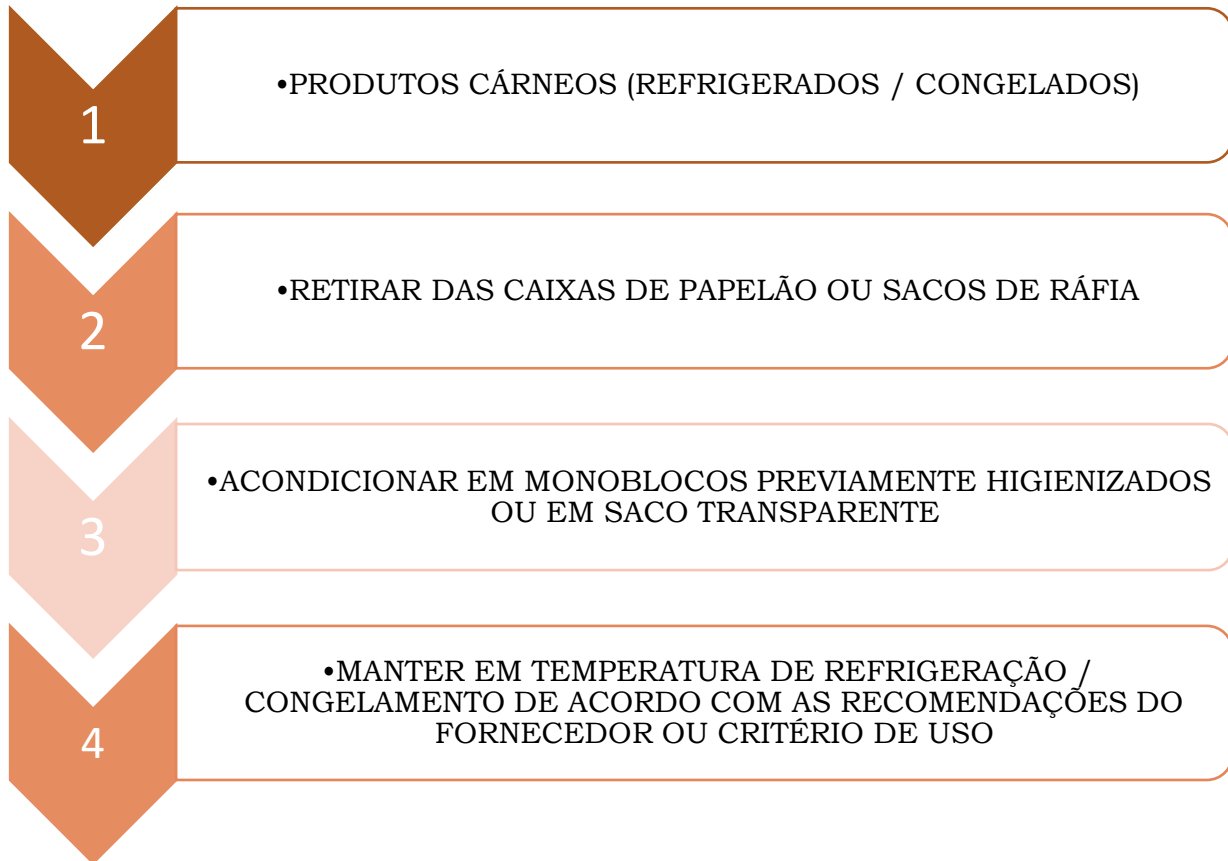 1
•PRODUTOS CÁRNEOS (REFRIGERADOS / CONGELADOS)
2
•RETIRAR DAS CAIXAS DE PAPELÃO OU SACOS DE RÁFIA
3
•ACONDICIONAR EM MONOBLOCOS PREVIAMENTE HIGIENIZADOS
OU EM SACO TRANSPARENTE
4
•MANTER EM TEMPERATURA DE REFRIGERAÇÃO /
CONGELAMENTO DE ACORDO COM AS RECOMENDAÇÕES DO
FORNECEDOR OU CRITÉRIO DE USO